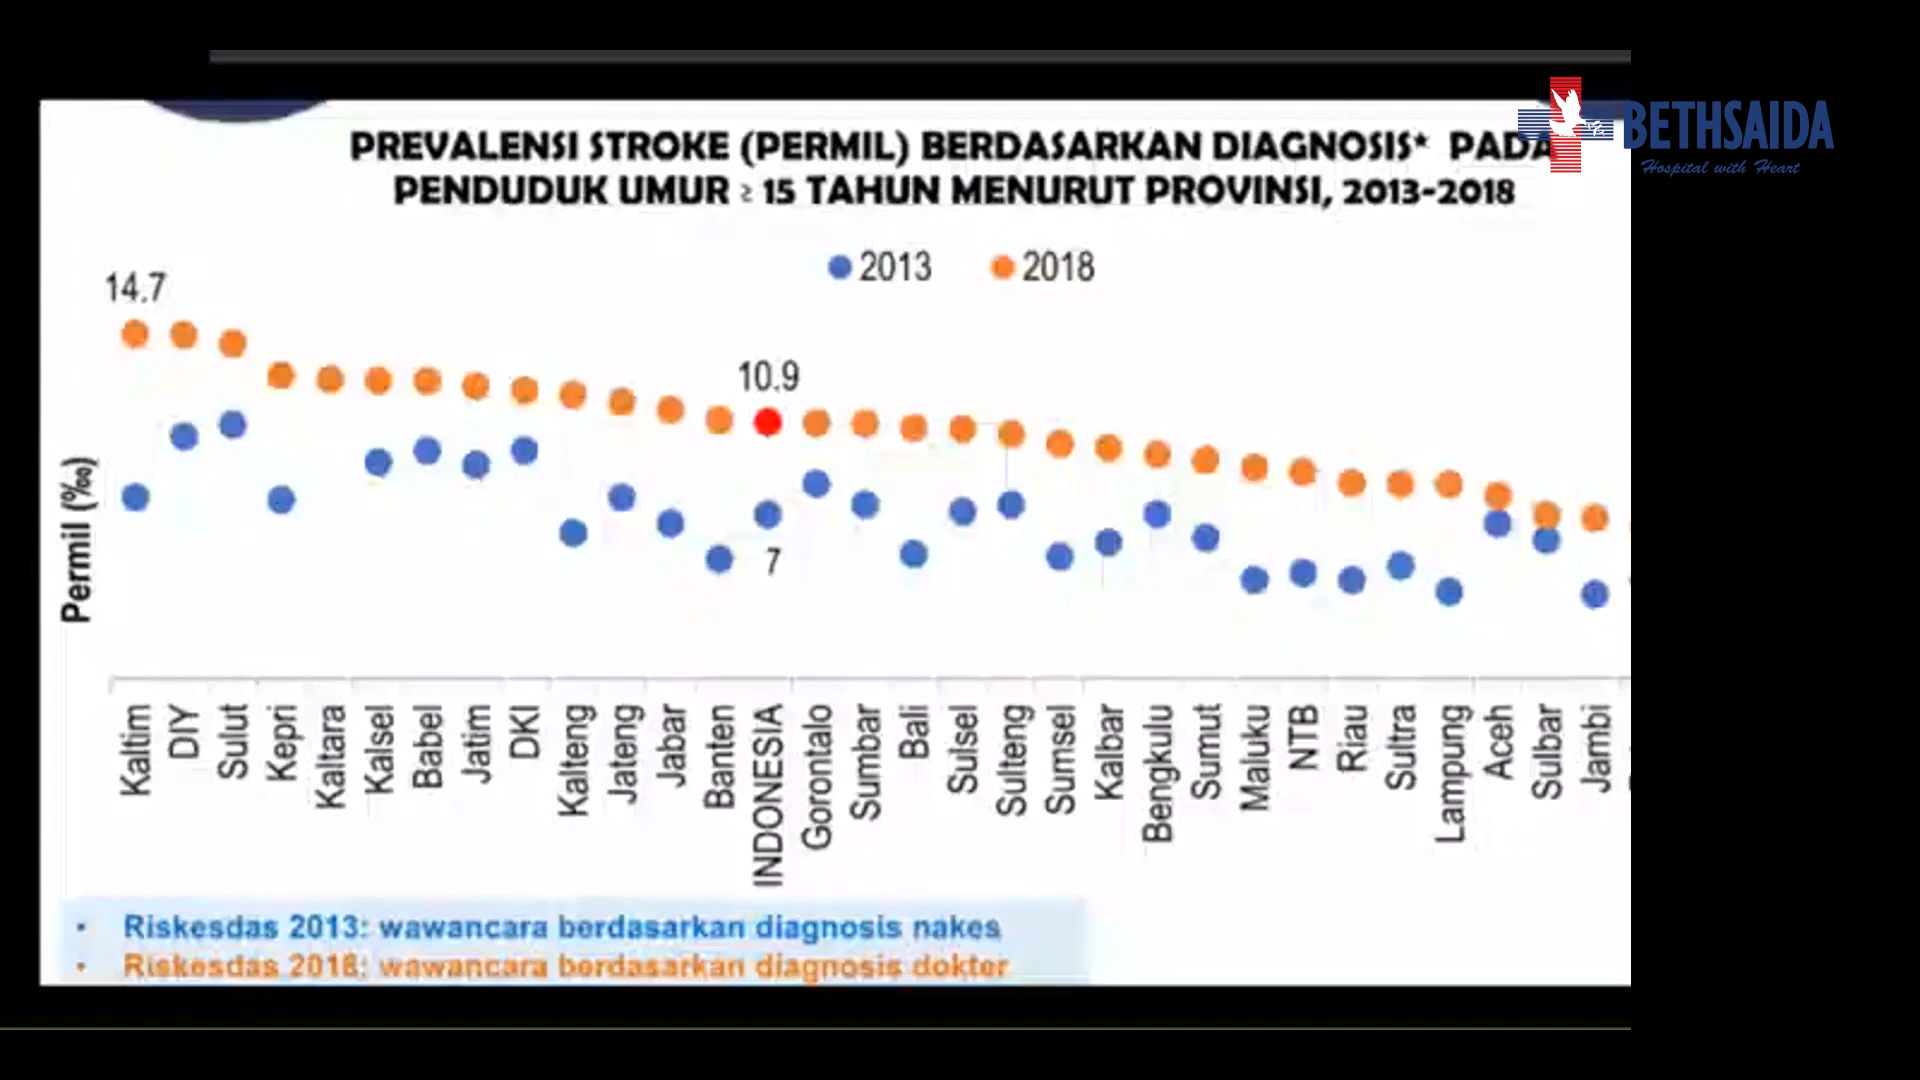 BETHSAIDA
Hospital with Heart
PREVALENSI STROKE (PERMIL) BERDASARKAN DIAGNOSIS* PADA
PENDUDUK UMUR ≥ 15 TAHUN MENURUT PROVINSI, 2013-2018
2013
2018
14.7
10.9
7
Permil (‰)
Kaltim
DIY
Sulut
Kepri
Kaltara
Kalsel
Babel
Jatim
DKI
Kalteng
Jateng
Jabar
Banten
INDONESIA
Gorontalo
Sumbar
Bali
Sulsel
Sulteng
Sumsel
Kalbar
Bengkulu
Sumut
Maluku
NTB
Riau
Sultra
Lampung
Aceh
Sulbar
Jambi
• Riskesdas 2013: wawancara berdasarkan diagnosis nakes
• Riskesdas 2018: wawancara berdasarkan diagnosis dokter